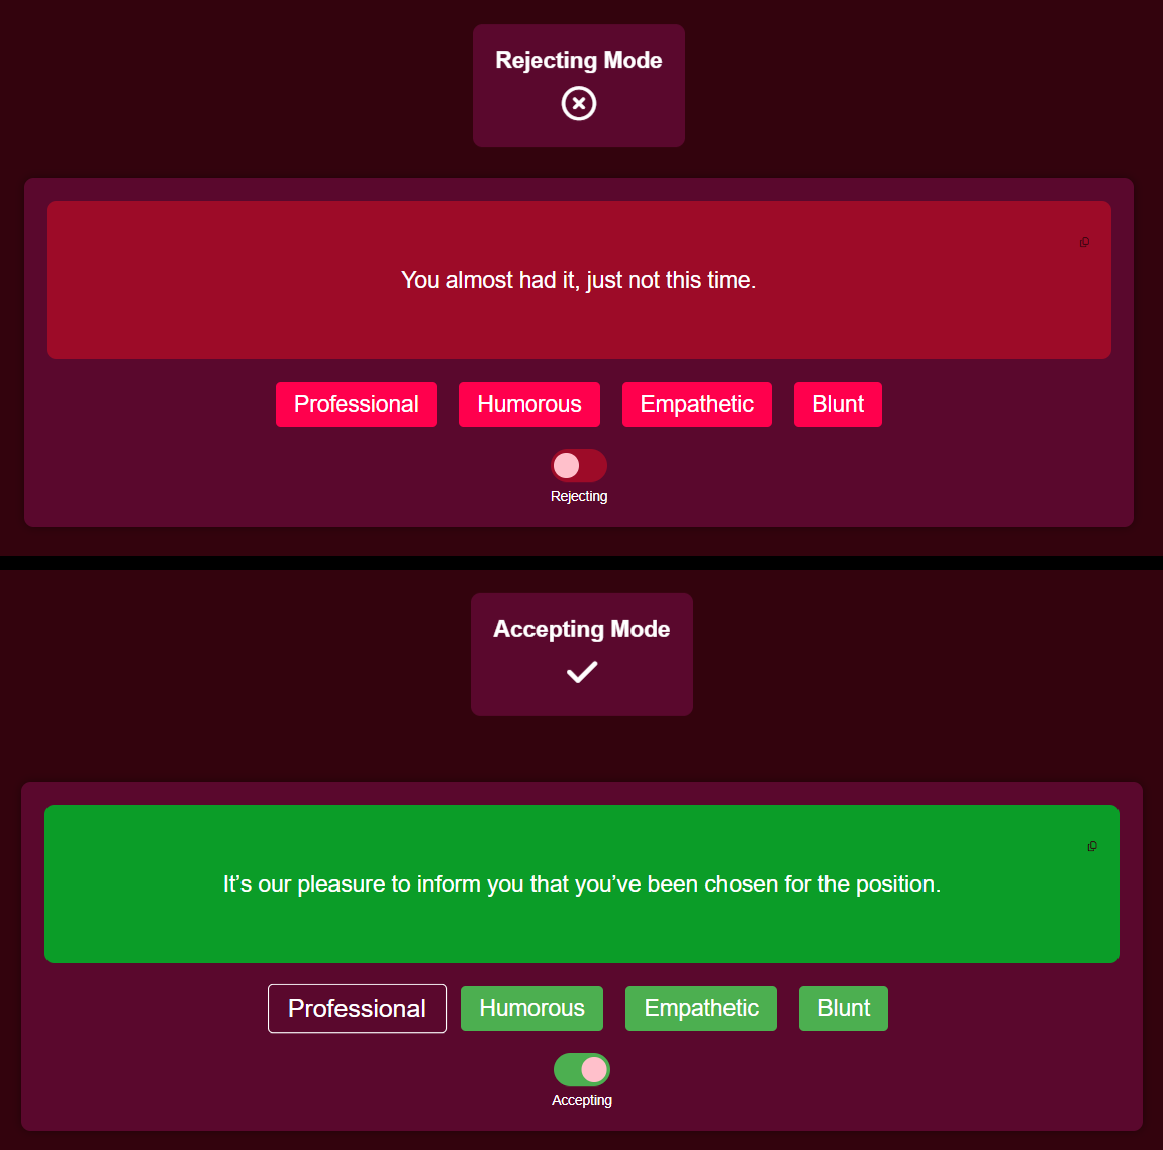 Rejecting Mode
You almost had it, just not this time.
Professional Humorous Empathetic Blunt
Rejecting
Accepting Mode
It’s our pleasure to inform you that you’ve been chosen for the position.
Professional Humorous Empathetic Blunt
Accepting